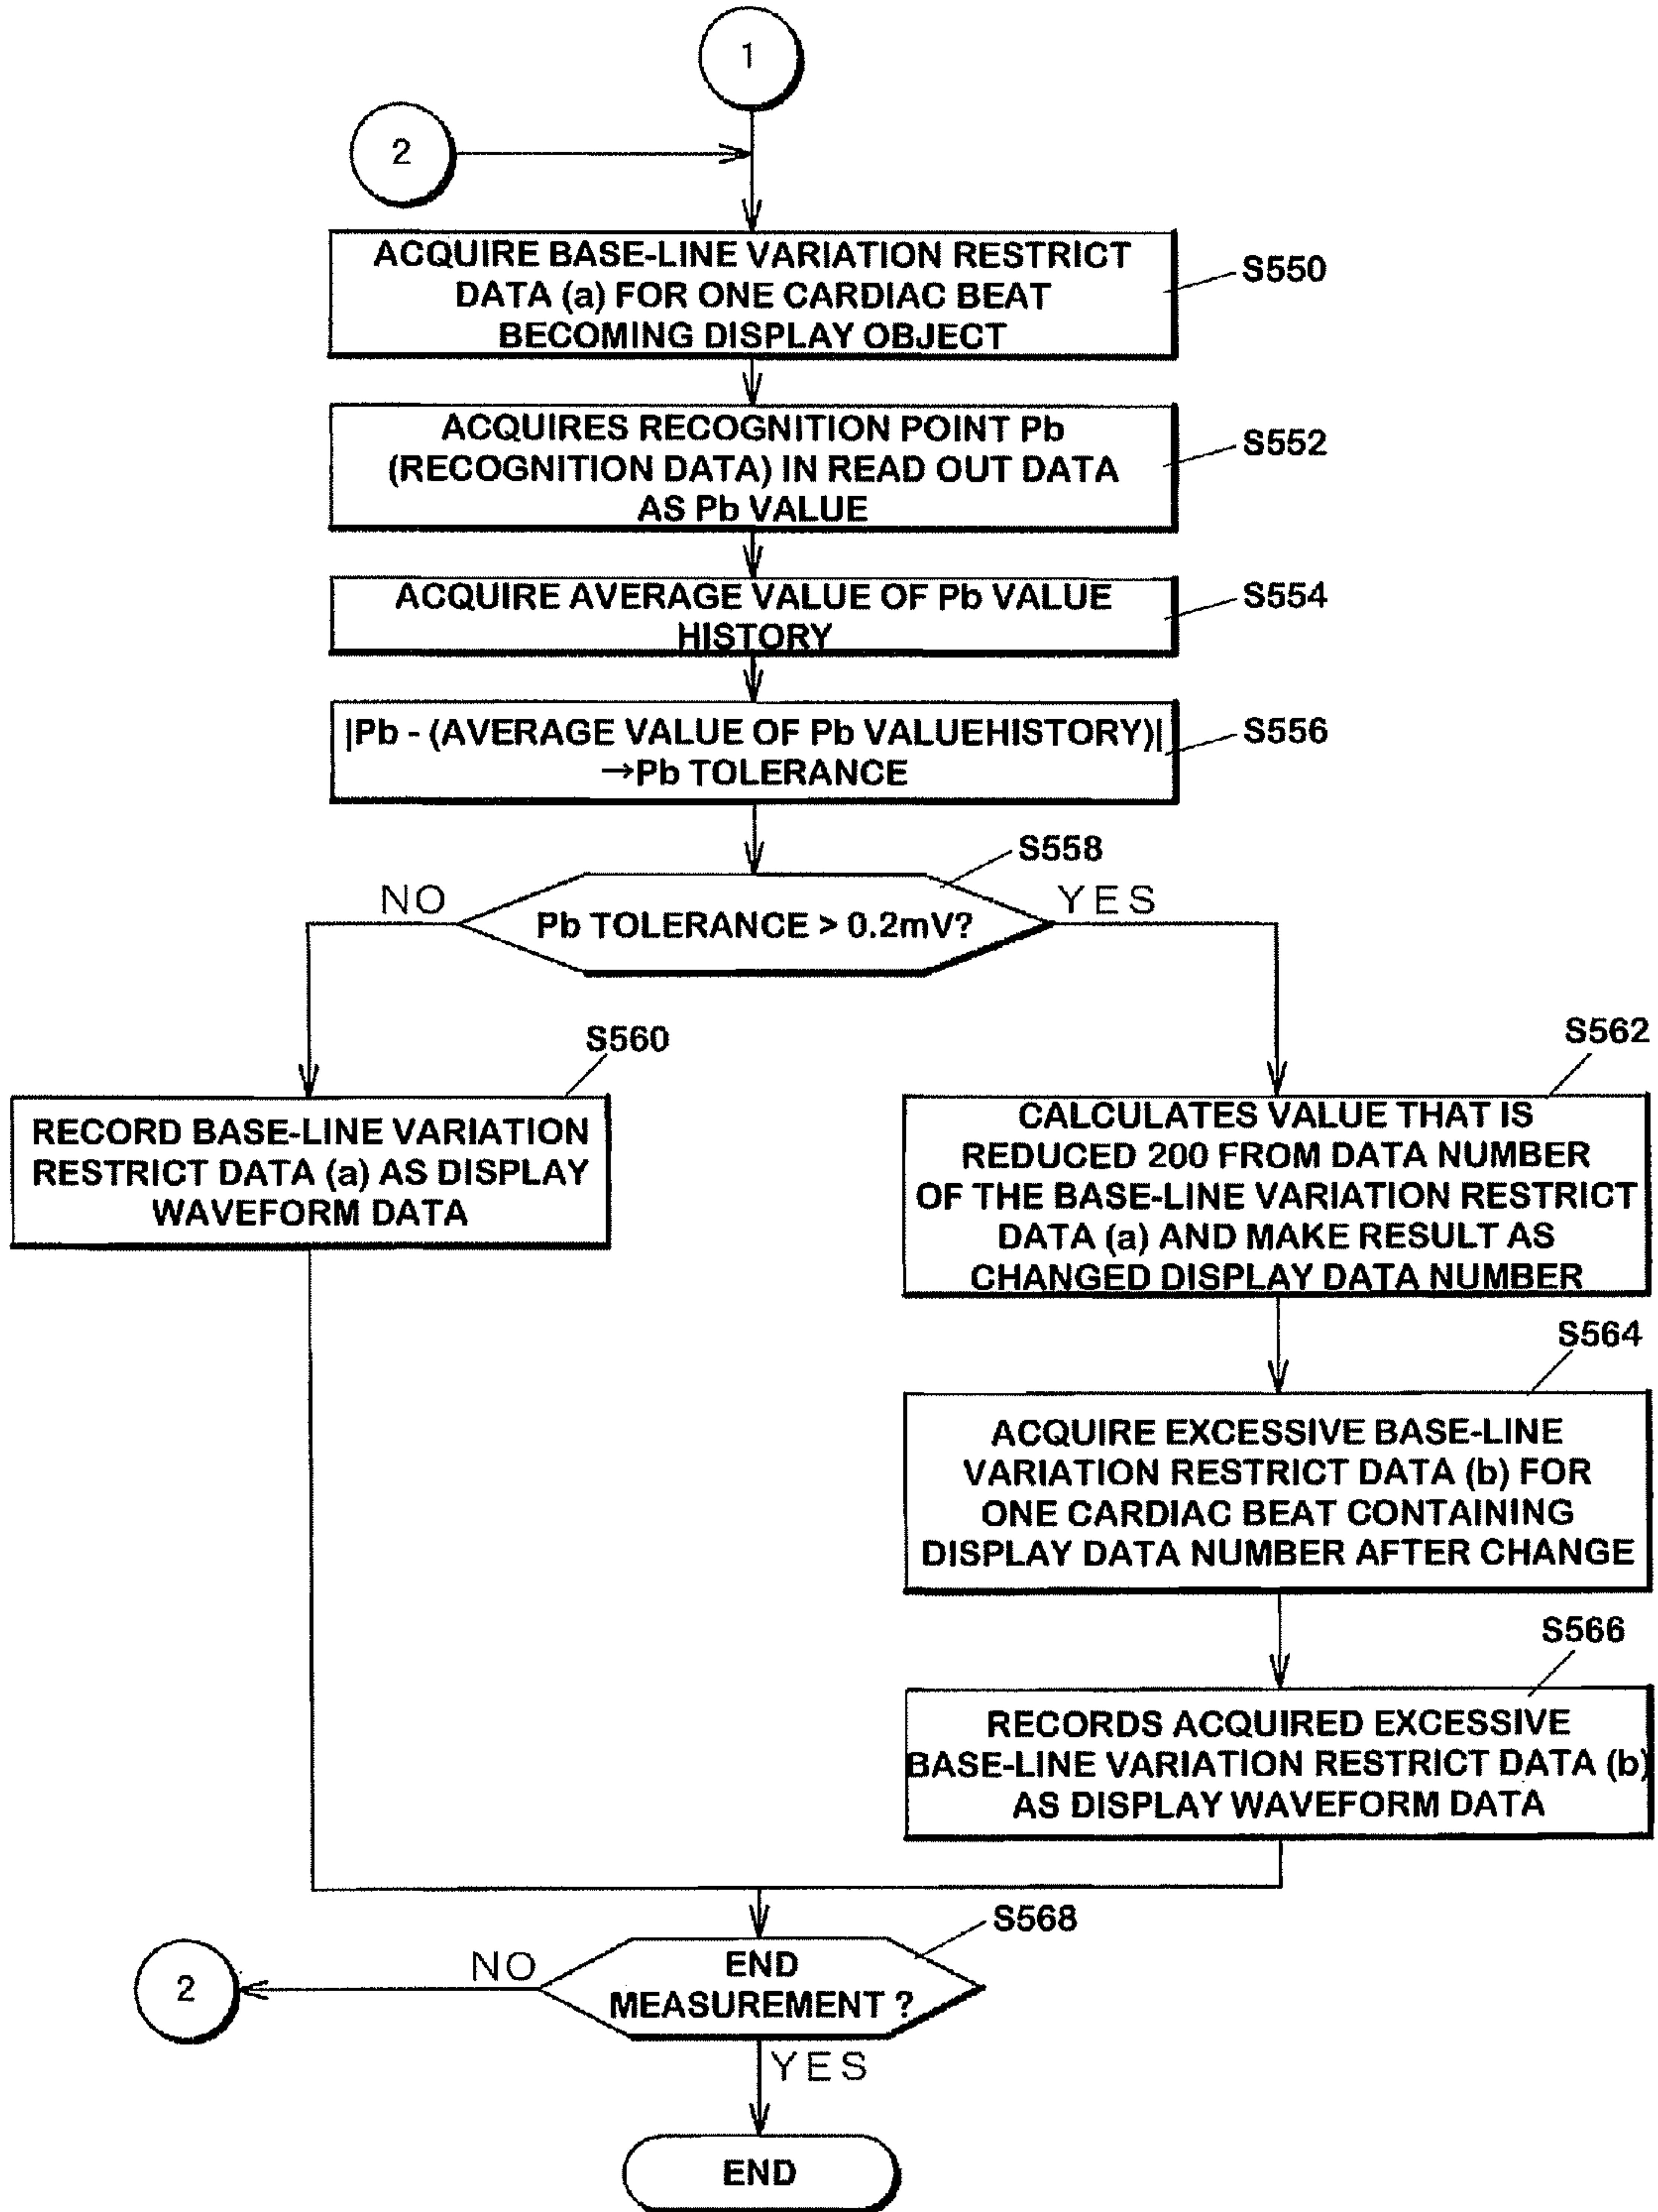 1
2
ACQUIRE BASE-LINE VARIATION RESTRICT
DATA (a) FOR ONE CARDIAC BEAT
BECOMING DISPLAY OBJECT
S550
ACQUIRES RECOGNITION POINT Pb
(RECOGNITION DATA) IN READ OUT DATA
AS Pb VALUE
S552
ACQUIRE AVERAGE VALUE OF Pb VALUE
HISTORY
S554
|Pb - (AVERAGE VALUE OF Pb VALUEHISTORY)|
→Pb TOLERANCE
S556
S558
NO
Pb TOLERANCE > 0.2mV?
YES
S560
RECORD BASE-LINE VARIATION
RESTRICT DATA (a) AS DISPLAY
WAVEFORM DATA
S562
CALCULATES VALUE THAT IS
REDUCED 200 FROM DATA NUMBER
OF THE BASE-LINE VARIATION RESTRICT
DATA (a) AND MAKE RESULT AS
CHANGED DISPLAY DATA NUMBER
S564
ACQUIRE EXCESSIVE BASE-LINE
VARIATION RESTRICT DATA (b) FOR
ONE CARDIAC BEAT CONTAINING
DISPLAY DATA NUMBER AFTER CHANGE
S566
RECORDS ACQUIRED EXCESSIVE
BASE-LINE VARIATION RESTRICT DATA (b)
AS DISPLAY WAVEFORM DATA
S568
2
NO
END
MEASUREMENT ?
YES
END